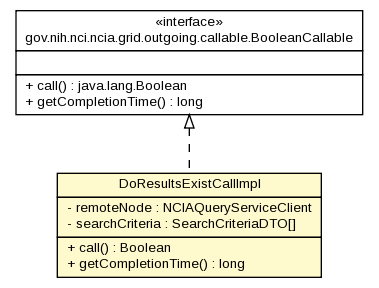 «interface»
gov.nih.nci.ncia.grid.outgoing.callable.BooleanCallable
+ call() : java.lang.Boolean
+ getCompletionTime() : long
DoResultsExistCallImpl
- remoteNode : NCIAQueryServiceClient
- searchCriteria : SearchCriteriaDTO[]
+ call() : Boolean
+ getCompletionTime() : long